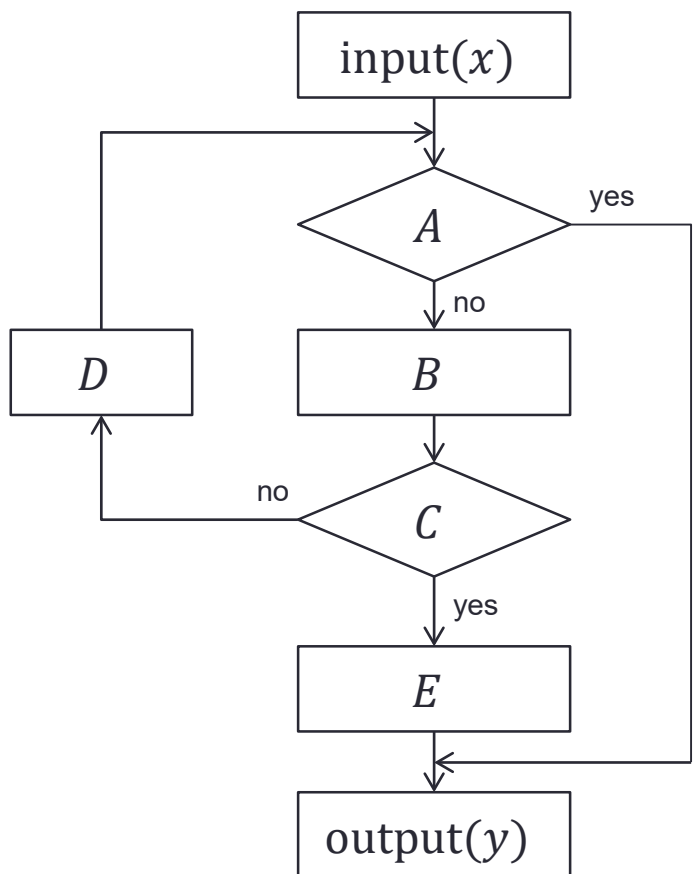 input(x)
A
yes
no
D
B
no
C
yes
E
output(y)